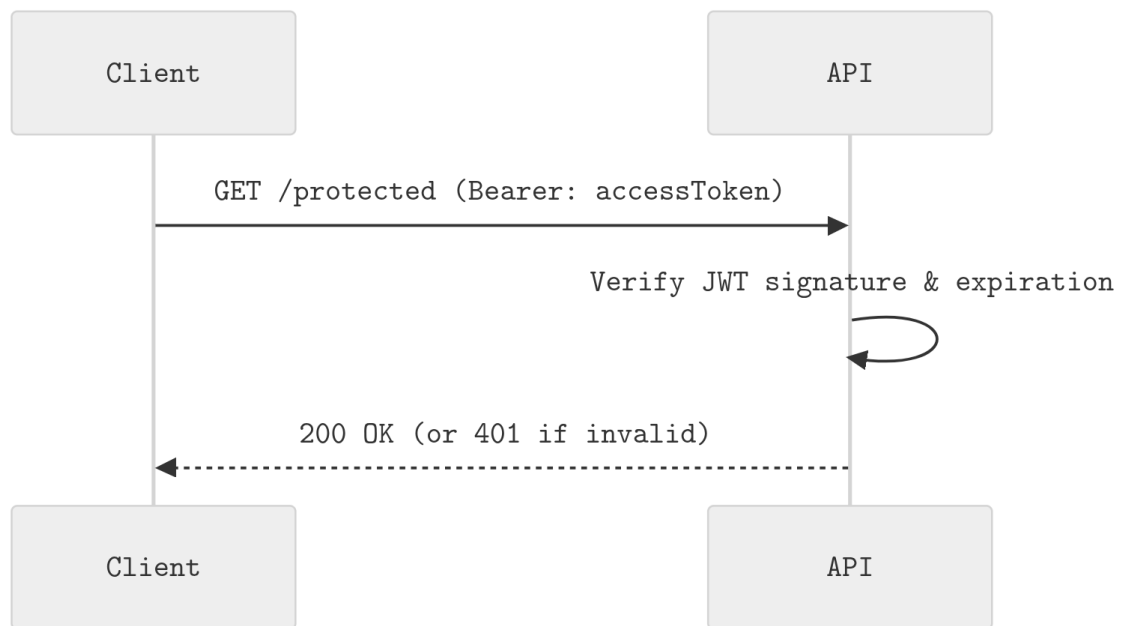 Client
API
GET /protected (Bearer: accessToken)
Verify JWT signature & expiration
200 OK (or 401 if invalid)
Client
API